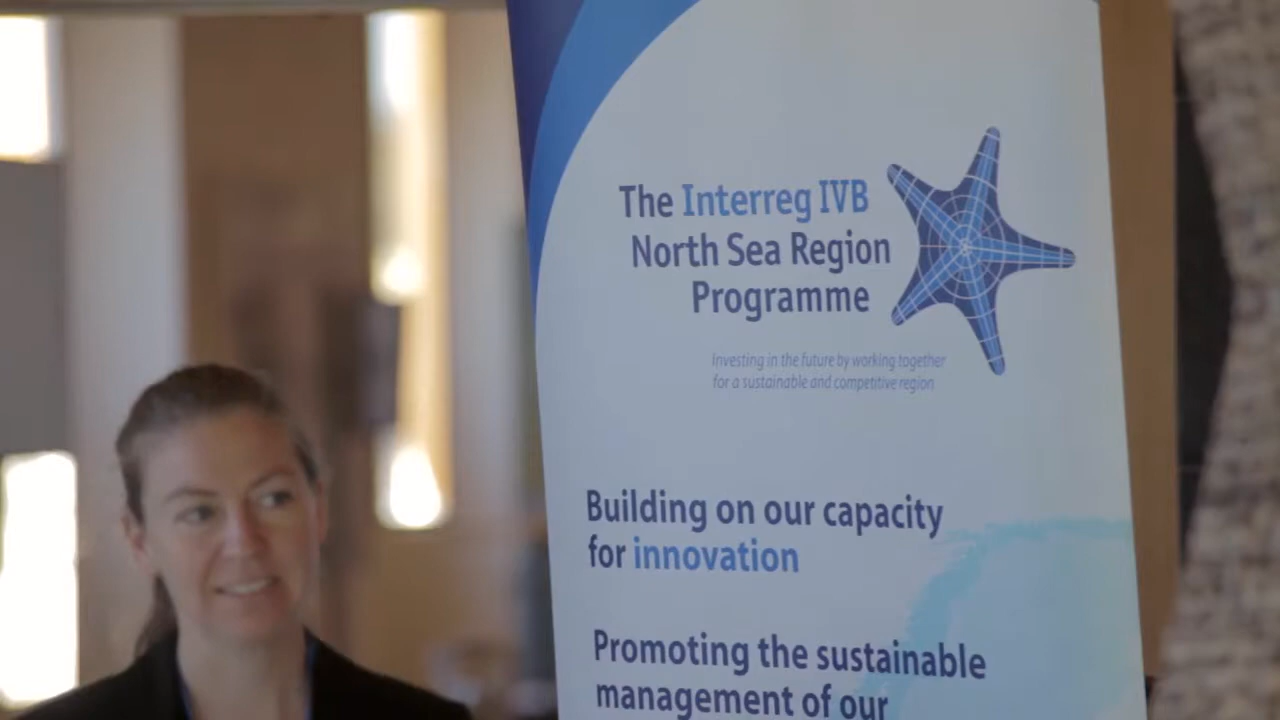 The Interreg IVB
North Sea Region
Programme
Investing in the future by working together
for a sustainable and competitive region
Building on our capacity
for innovation
Promoting the sustainable
management of our